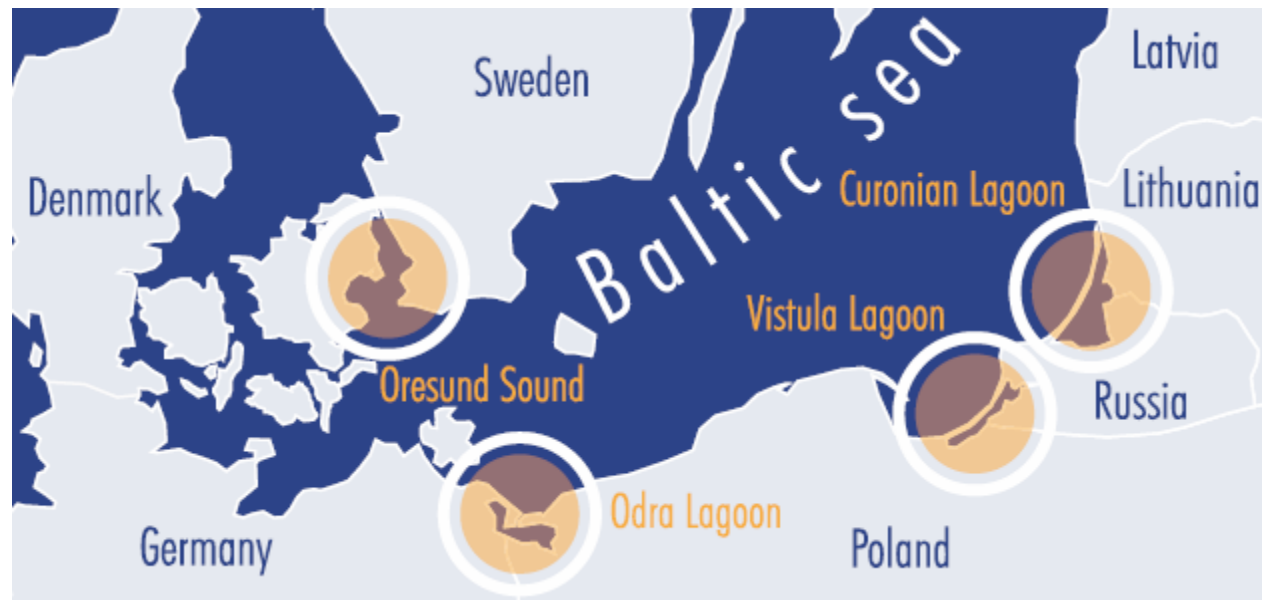 Latvia
Sweden
Baltic sea
Denmark
Curonian Lagoon
Lithuania
Vistula Lagoon
Oresund Sound
Russia
Odra Lagoon
Germany
Poland